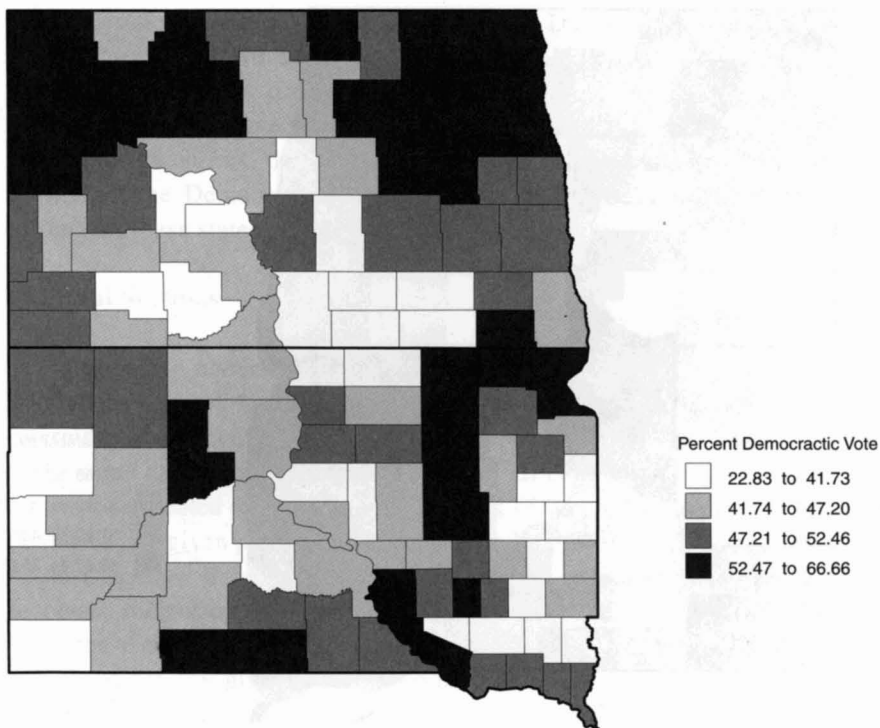 Percent Democractic Vote
22.83 to 41.73
41.74 to 47.20
47.21 to 52.46
52.47 to 66.66